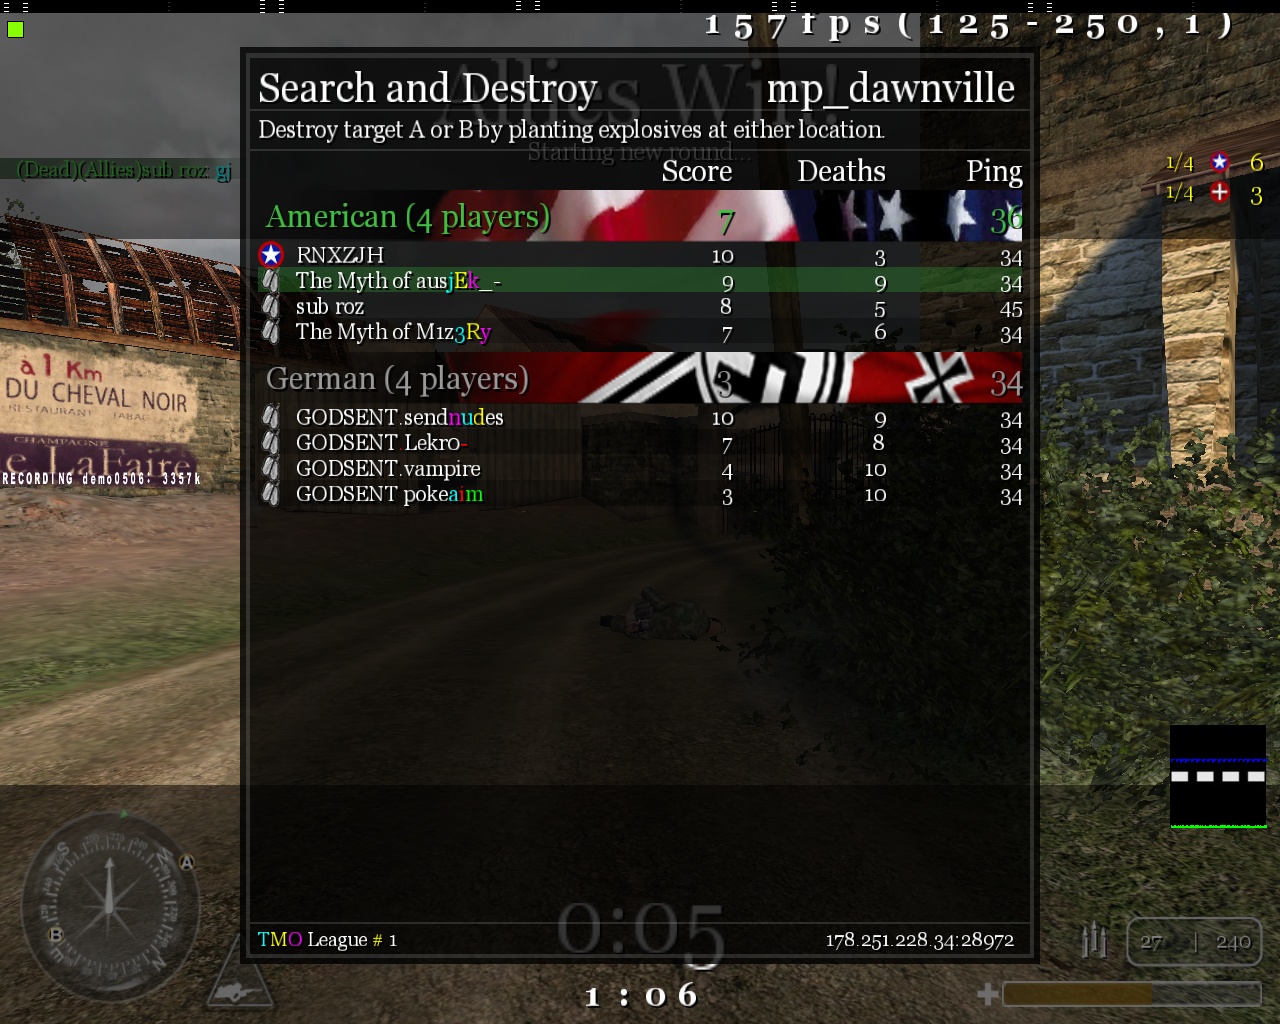 157fps(125-250,1)
Allies Win!
Search and Destroy mp_dawnville
Destroy target A or B by planting explosives at either location.
Starting new round...
(Dead)(Allies)sub roz: gj
1/4 6
1/4 3
Score Deaths Ping
American (4 players) 7 36
RNXZJH 10 3 34
The Myth of ausjEk_- 9 9 34
sub roz 8 5 45
The Myth of M1z3Ry 7 6 34
German (4 players) 3 34
GODSENT.sendnudes 10 9 34
GODSENT.Lekro- 7 8 34
GODSENT.vampire 4 10 34
GODSENT pokeaim 3 10 34
à 1 Km
DU CHEVAL NOIR
RESTAURANT TABAC
CHAMPAGNE
e LaFaire
RECORDING demo0506: 3357k
A
B
0:05
TMO League # 1 178.251.228.34:28972
27 | 240
1:06